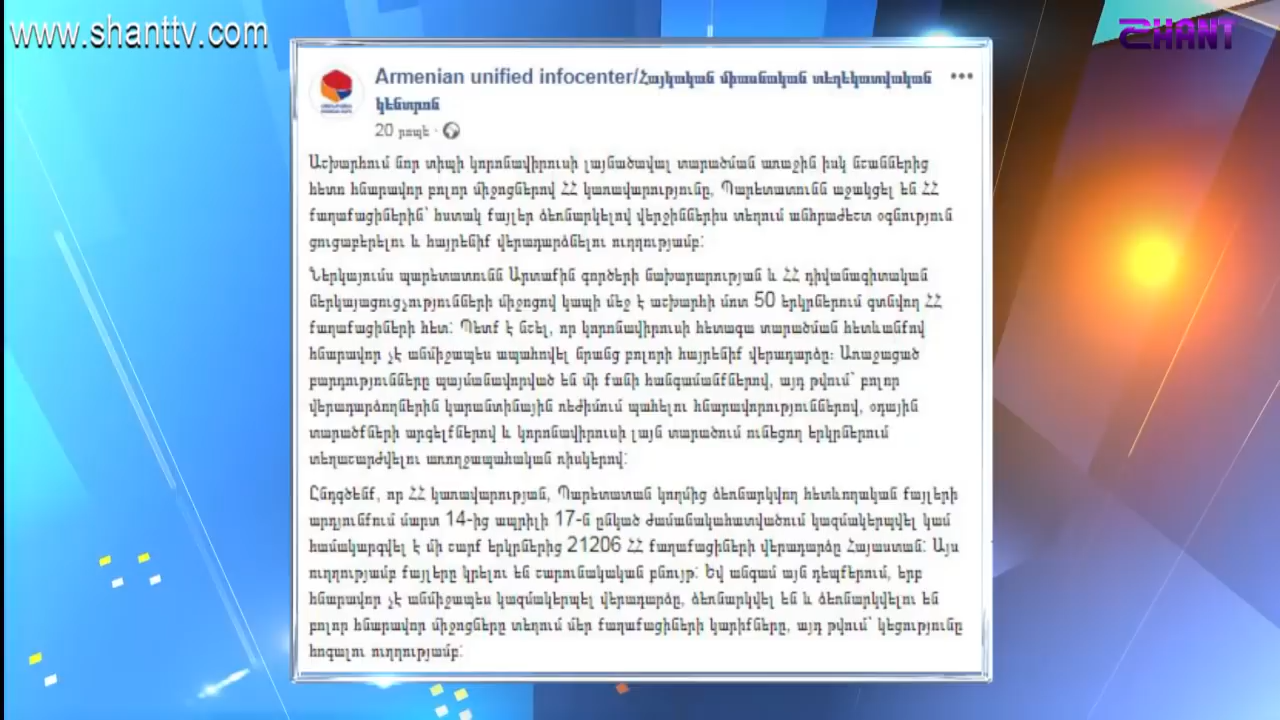 www.shanttv.com
SHANT
Armenian unified infocenter/Հայկական միասնական տեղեկատվական
կենտրոն
20 րոպե ·
Աշխարհում նոր տիպի կորոնավիրուսի լայնածավալ տարածման առաջին իսկ նշաններից
հետո հնարավոր բոլոր միջոցներով ՀՀ կառավարությունը, Պարետատունն աջակցել են ՀՀ
քաղաքացիներին՝ հստակ քայլեր ձեռնարկելով վերջիններիս տեղում անհրաժեշտ օգնություն
ցուցաբերելու և հայրենիք վերադարձնելու ուղղությամբ:
Ներկայումս պարետատունն Արտաքին գործերի նախարարության և ՀՀ դիվանագիտական
ներկայացուցչությունների միջոցով կապի մեջ է աշխարհի մոտ 50 երկրներում գտնվող ՀՀ
քաղաքացիների հետ: Պետք է նշել, որ կորոնավիրուսի հետագա տարածման հետևանքով
հնարավոր չէ անմիջապես ապահովել նրանց բոլորի հայրենիք վերադարձը: Առաջացած
բարդությունները պայմանավորված են մի քանի հանգամանքներով, այդ թվում՝ բոլոր
վերադարձողներին կարանտինային ռեժիմում պահելու հնարավորություններով, օդային
տարածքների արգելքներով և կորոնավիրուսի լայն տարածում ունեցող երկրներում
տեղաշարժվելու առողջապահական ռիսկերով:
Ընդգծենք, որ ՀՀ կառավարության, Պարետատան կողմից ձեռնարկվող հետևողական քայլերի
արդյունքում մարտ 14-ից ապրիլի 17-ն ընկած ժամանակահատվածում կազմակերպվել կամ
համակարգվել է մի շարք երկրներից 21206 ՀՀ քաղաքացիների վերադարձը Հայաստան: Այս
ուղղությամբ քայլերը կրելու են շարունակական բնույթ: Եվ անգամ այն դեպքերում, երբ
հնարավոր չէ անմիջապես կազմակերպել վերադարձը, ձեռնարկվել են և ձեռնարկվելու են
բոլոր հնարավոր միջոցները տեղում մեր քաղաքացիների կարիքները, այդ թվում՝ կեցությունը
հոգալու ուղղությամբ: